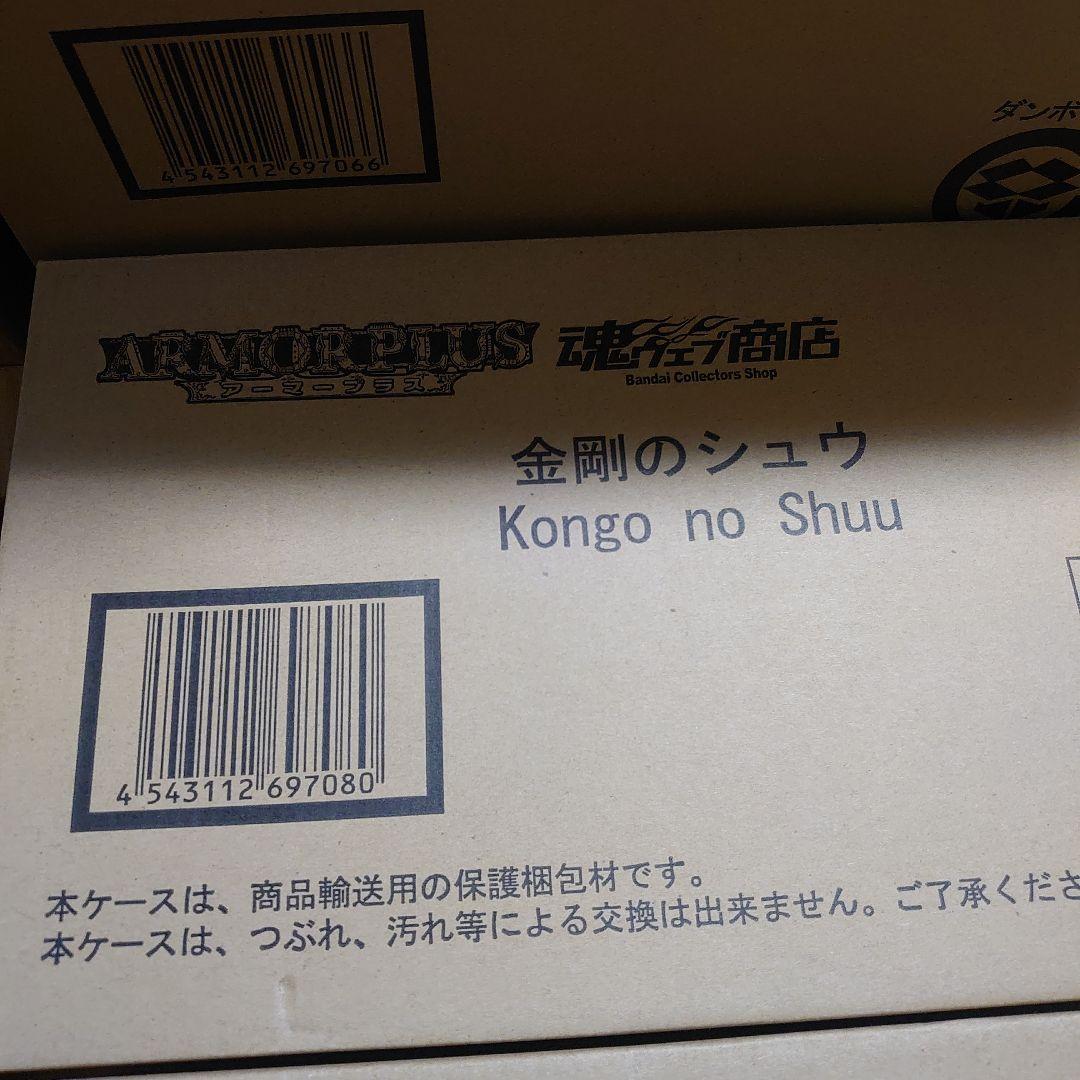 4 543112 697066
ダンボ
ARMOR PLUS
アーマープラス
魂ウェブ商店
Bandai Collectors Shop
金剛のシュウ
Kongo no Shuu
4 543112 697080
本ケースは、商品輸送用の保護梱包材です。
本ケースは、つぶれ、汚れ等による交換は出来ません。ご了承くださ